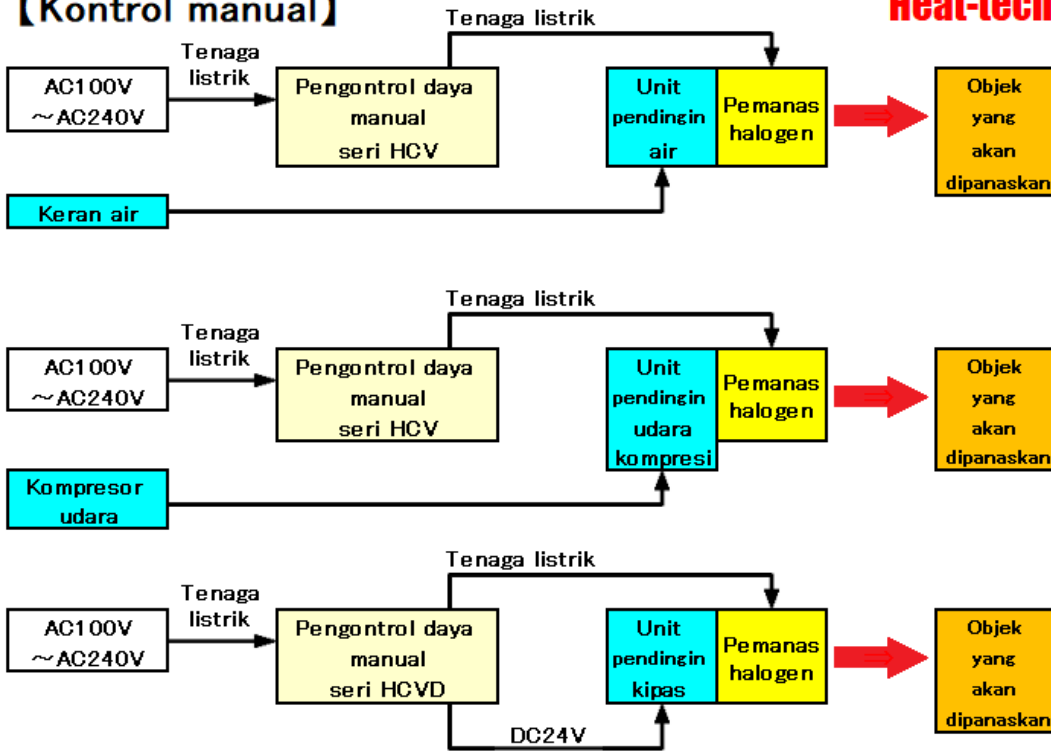 【Kontrol manual】
Heat-tech
Tenaga listrik
Tenaga
listrik
AC100V
～AC240V
Pengontrol daya
manual
seri HCV
Unit
pendingin
air
Pemanas
halogen
Objek
yang
akan
dipanaskan
Keran air
Tenaga listrik
Tenaga
listrik
AC100V
～AC240V
Pengontrol daya
manual
seri HCV
Unit
pendingin
udara
kompresi
Pemanas
halogen
Objek
yang
akan
dipanaskan
Kompresor
udara
Tenaga listrik
Tenaga
listrik
AC100V
～AC240V
Pengontrol daya
manual
seri HCVD
Unit
pendingin
kipas
Pemanas
halogen
Objek
yang
akan
dipanaskan
DC24V